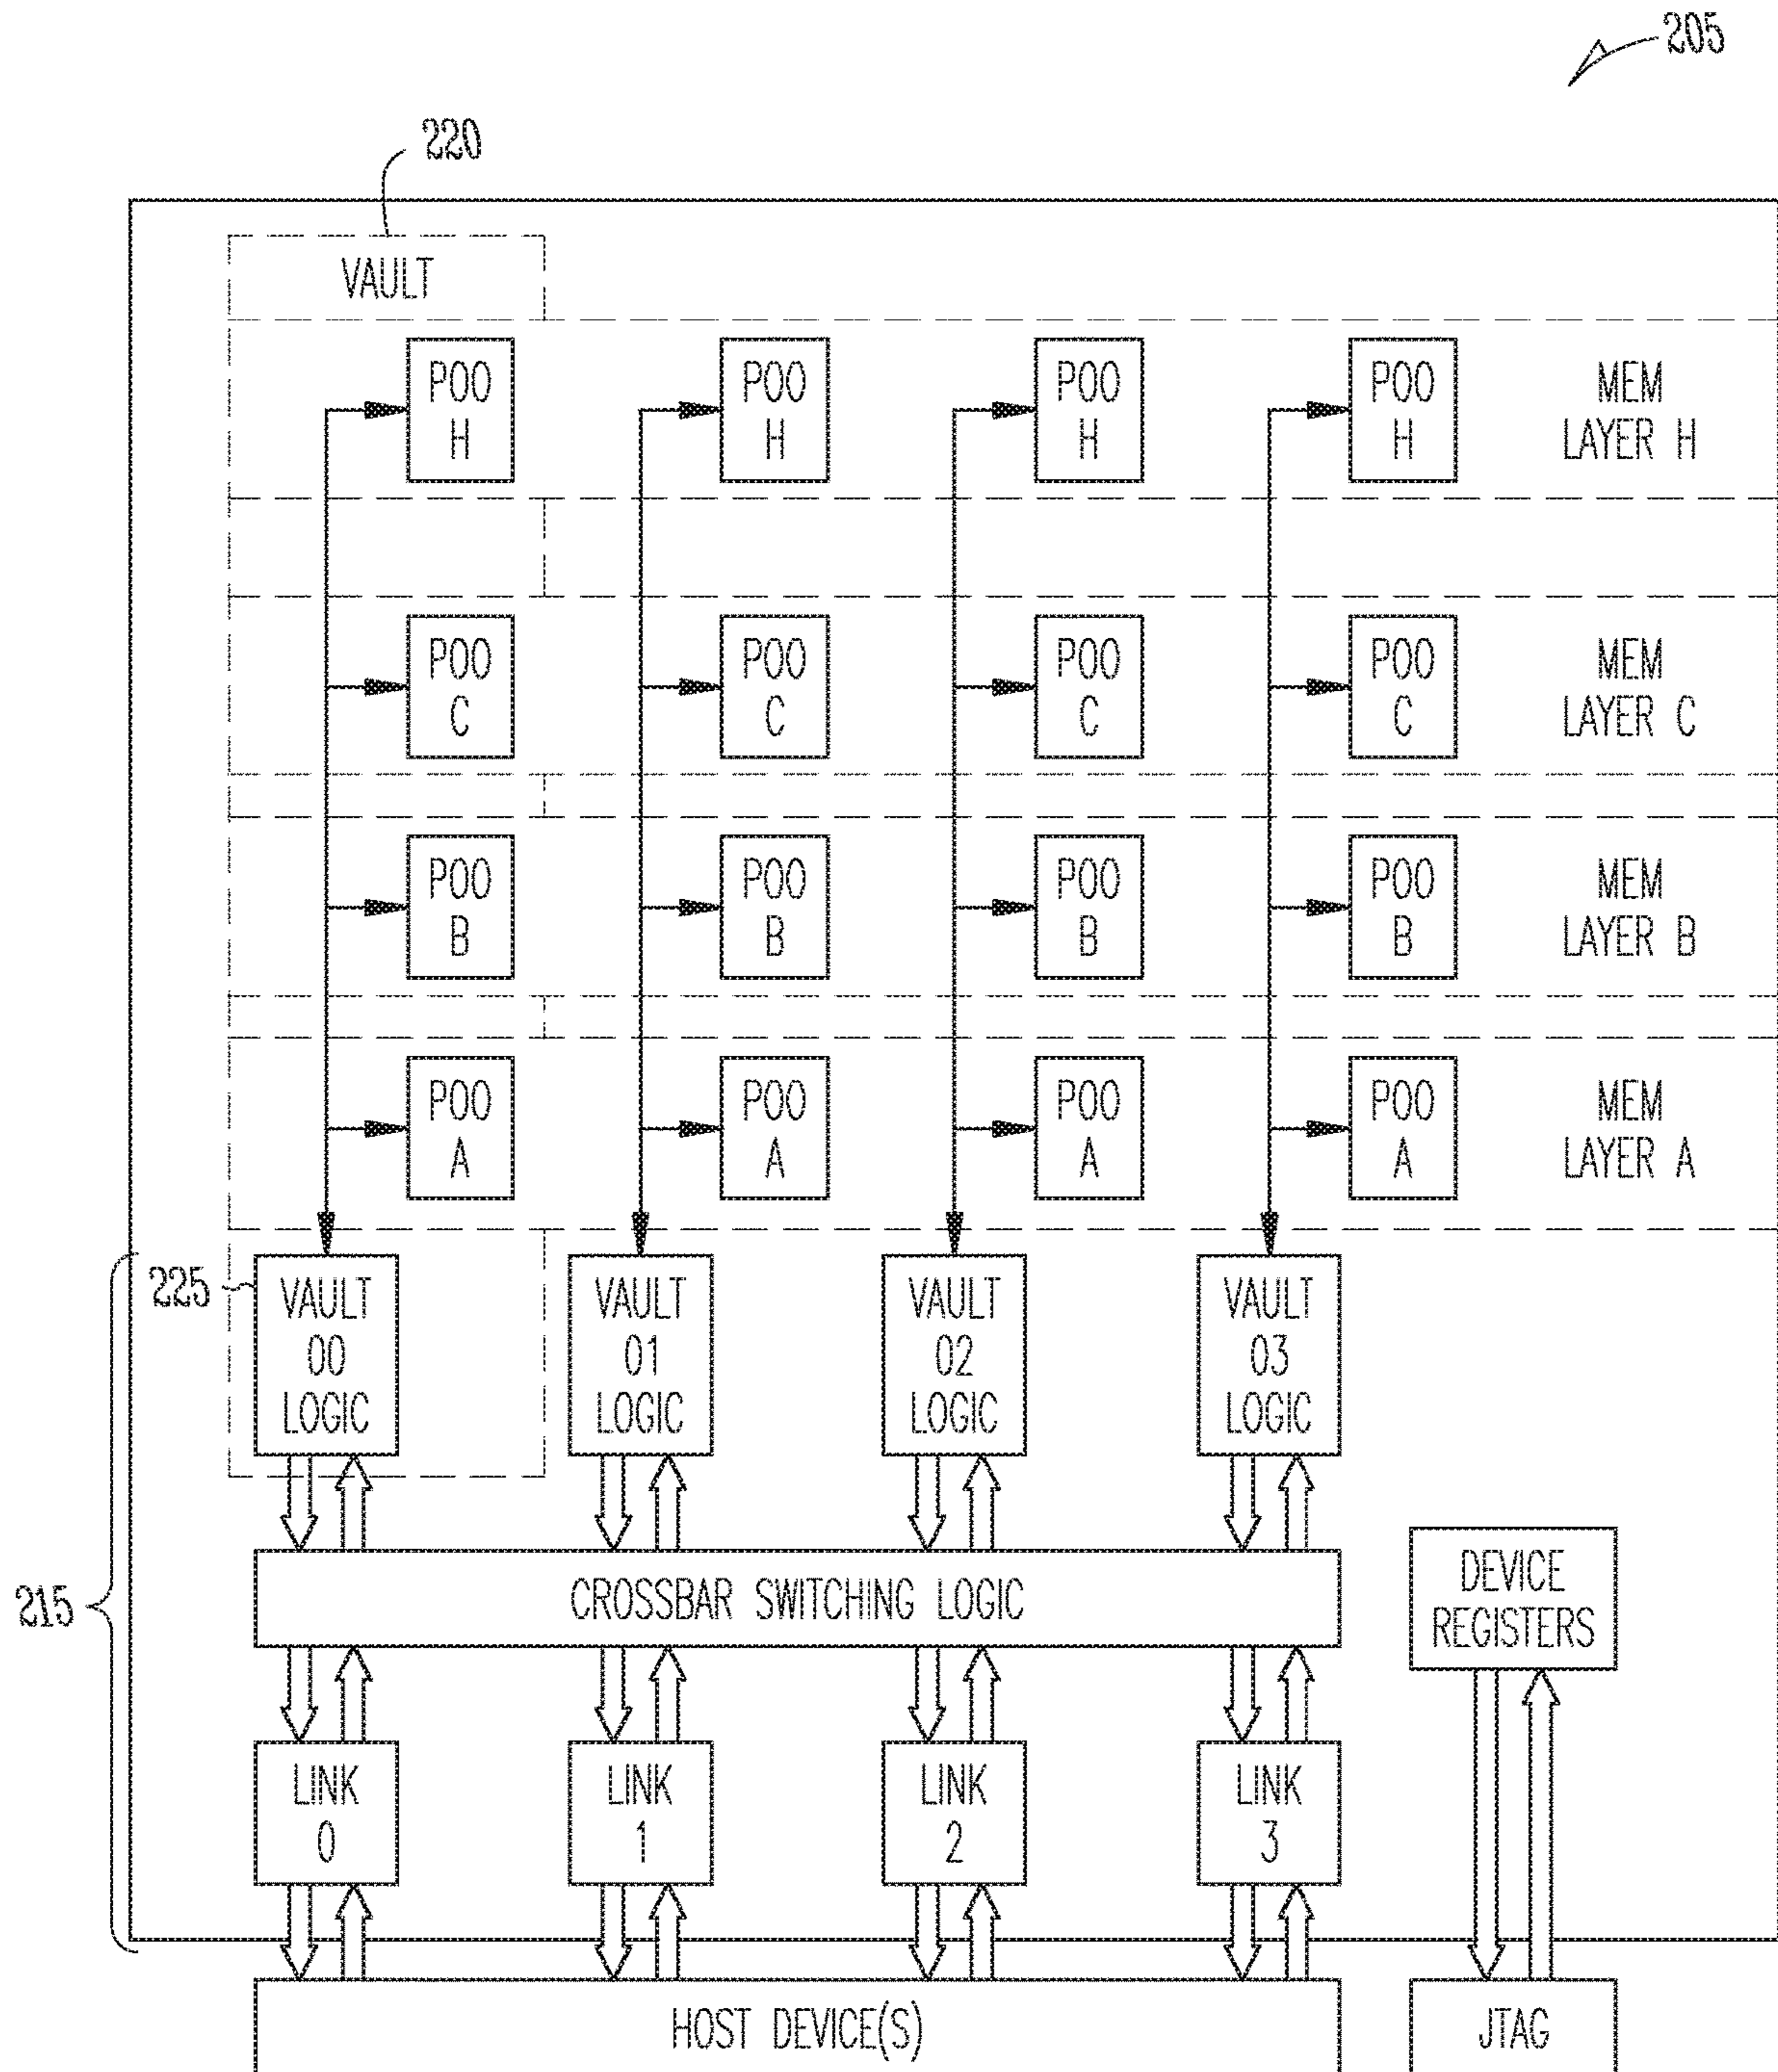 205
220
VAULT
P00
H
P00
H
P00
H
P00
H
MEM
LAYER H
P00
C
P00
C
P00
C
P00
C
MEM
LAYER C
P00
B
P00
B
P00
B
P00
B
MEM
LAYER B
P00
A
P00
A
P00
A
P00
A
MEM
LAYER A
225
VAULT
00
LOGIC
VAULT
01
LOGIC
VAULT
02
LOGIC
VAULT
03
LOGIC
215
CROSSBAR SWITCHING LOGIC
DEVICE
REGISTERS
LINK
0
LINK
1
LINK
2
LINK
3
HOST DEVICE(S)
JTAG